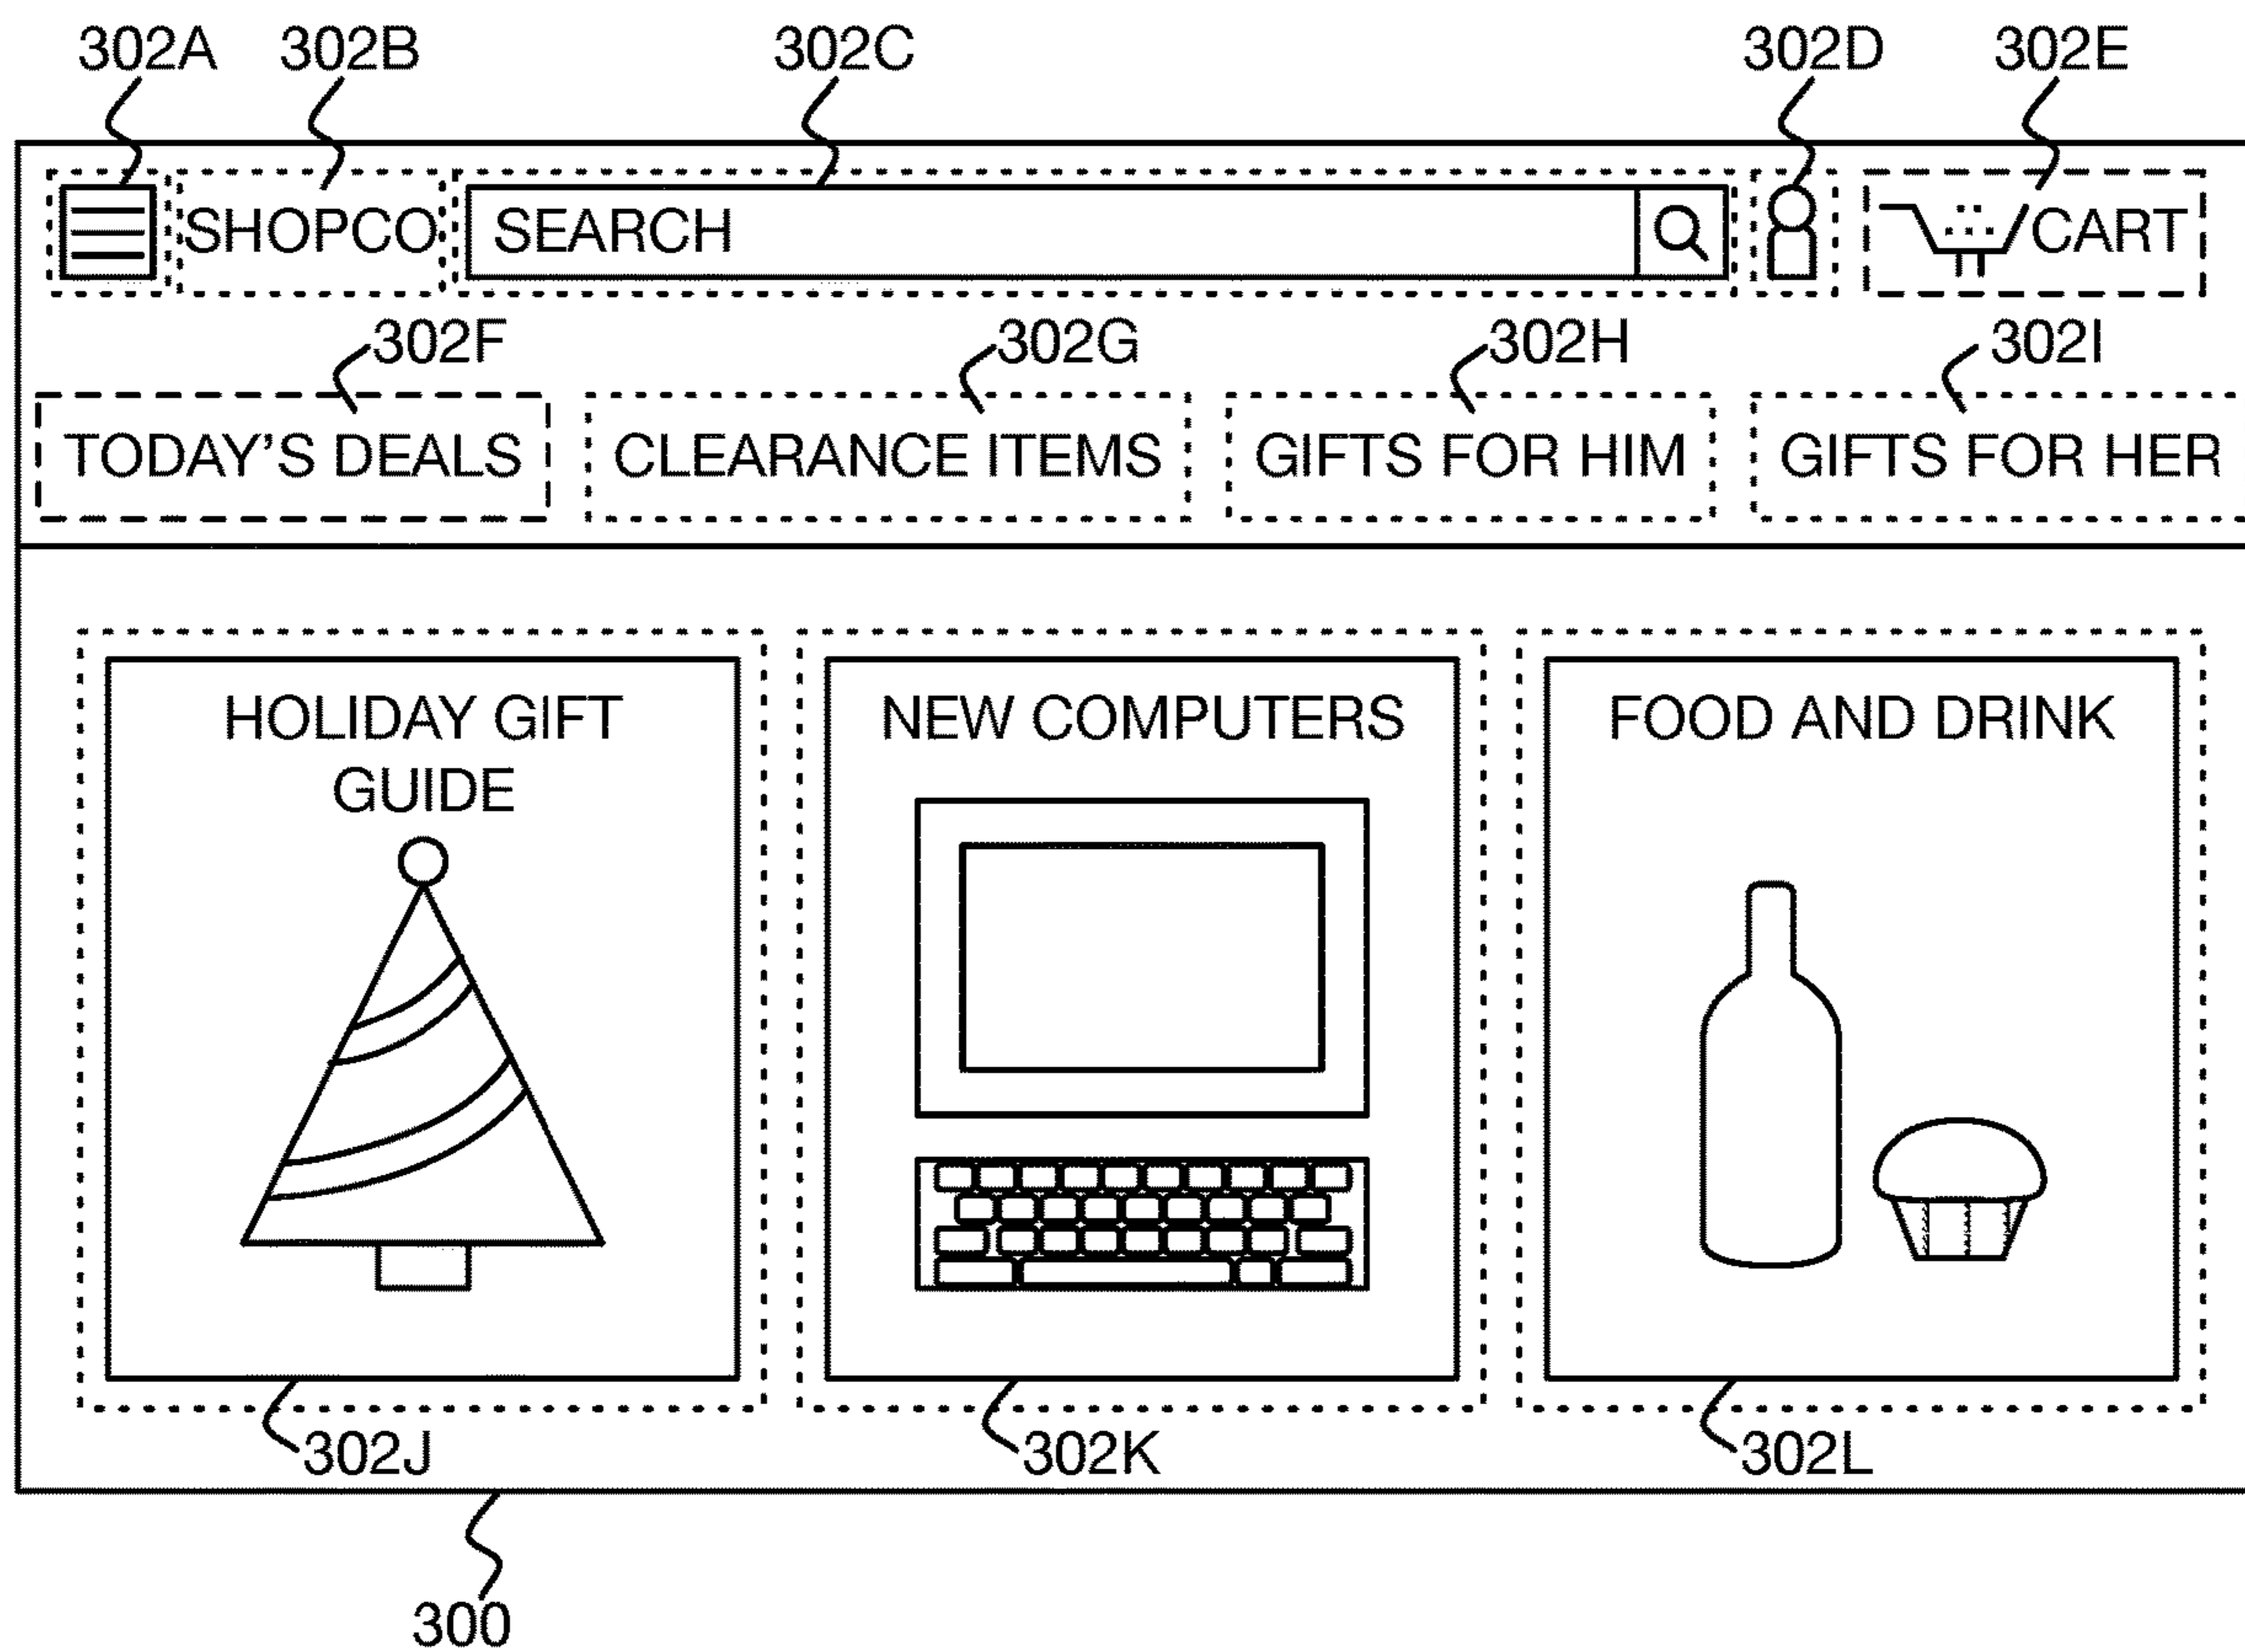 302A 302B 302C 302D 302E
SHOPCO SEARCH CART
302F 302G 302H 302I
TODAY'S DEALS CLEARANCE ITEMS GIFTS FOR HIM GIFTS FOR HER
HOLIDAY GIFT
GUIDE
NEW COMPUTERS
FOOD AND DRINK
302J 302K 302L
300